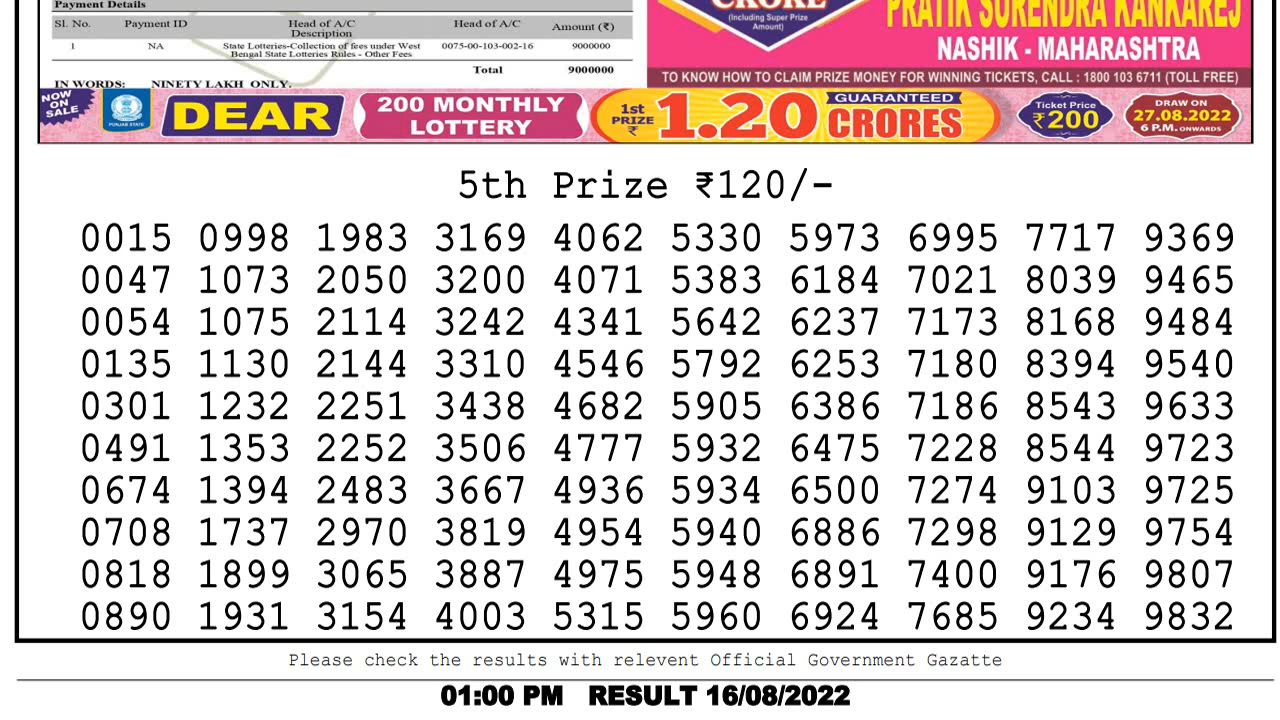 Payment Details
Sl. No. Payment ID Head of A/C Description Head of A/C Amount (₹)
1 NA State Lotteries-Collection of fees under West Bengal State Lotteries Rules - Other Fees 0075-00-103-002-16 9000000
Total 9000000
IN WORDS: NINETY LAKH ONLY.
CRORE
(Including Super Prize
Amount)
PRATIK SURENDRA KANKAREJ
NASHIK - MAHARASHTRA
TO KNOW HOW TO CLAIM PRIZE MONEY FOR WINNING TICKETS, CALL : 1800 103 6711 (TOLL FREE)
NOW
ON
SALE
PUNJAB STATE
DEAR
200 MONTHLY
LOTTERY
1st
PRIZE
₹
1.20
GUARANTEED
CRORES
Ticket Price
₹200
DRAW ON
27.08.2022
6 P.M. ONWARDS
5th Prize ₹120/-
0015 0998 1983 3169 4062 5330 5973 6995 7717 9369
0047 1073 2050 3200 4071 5383 6184 7021 8039 9465
0054 1075 2114 3242 4341 5642 6237 7173 8168 9484
0135 1130 2144 3310 4546 5792 6253 7180 8394 9540
0301 1232 2251 3438 4682 5905 6386 7186 8543 9633
0491 1353 2252 3506 4777 5932 6475 7228 8544 9723
0674 1394 2483 3667 4936 5934 6500 7274 9103 9725
0708 1737 2970 3819 4954 5940 6886 7298 9129 9754
0818 1899 3065 3887 4975 5948 6891 7400 9176 9807
0890 1931 3154 4003 5315 5960 6924 7685 9234 9832
Please check the results with relevent Official Government Gazatte
01:00 PM RESULT 16/08/2022